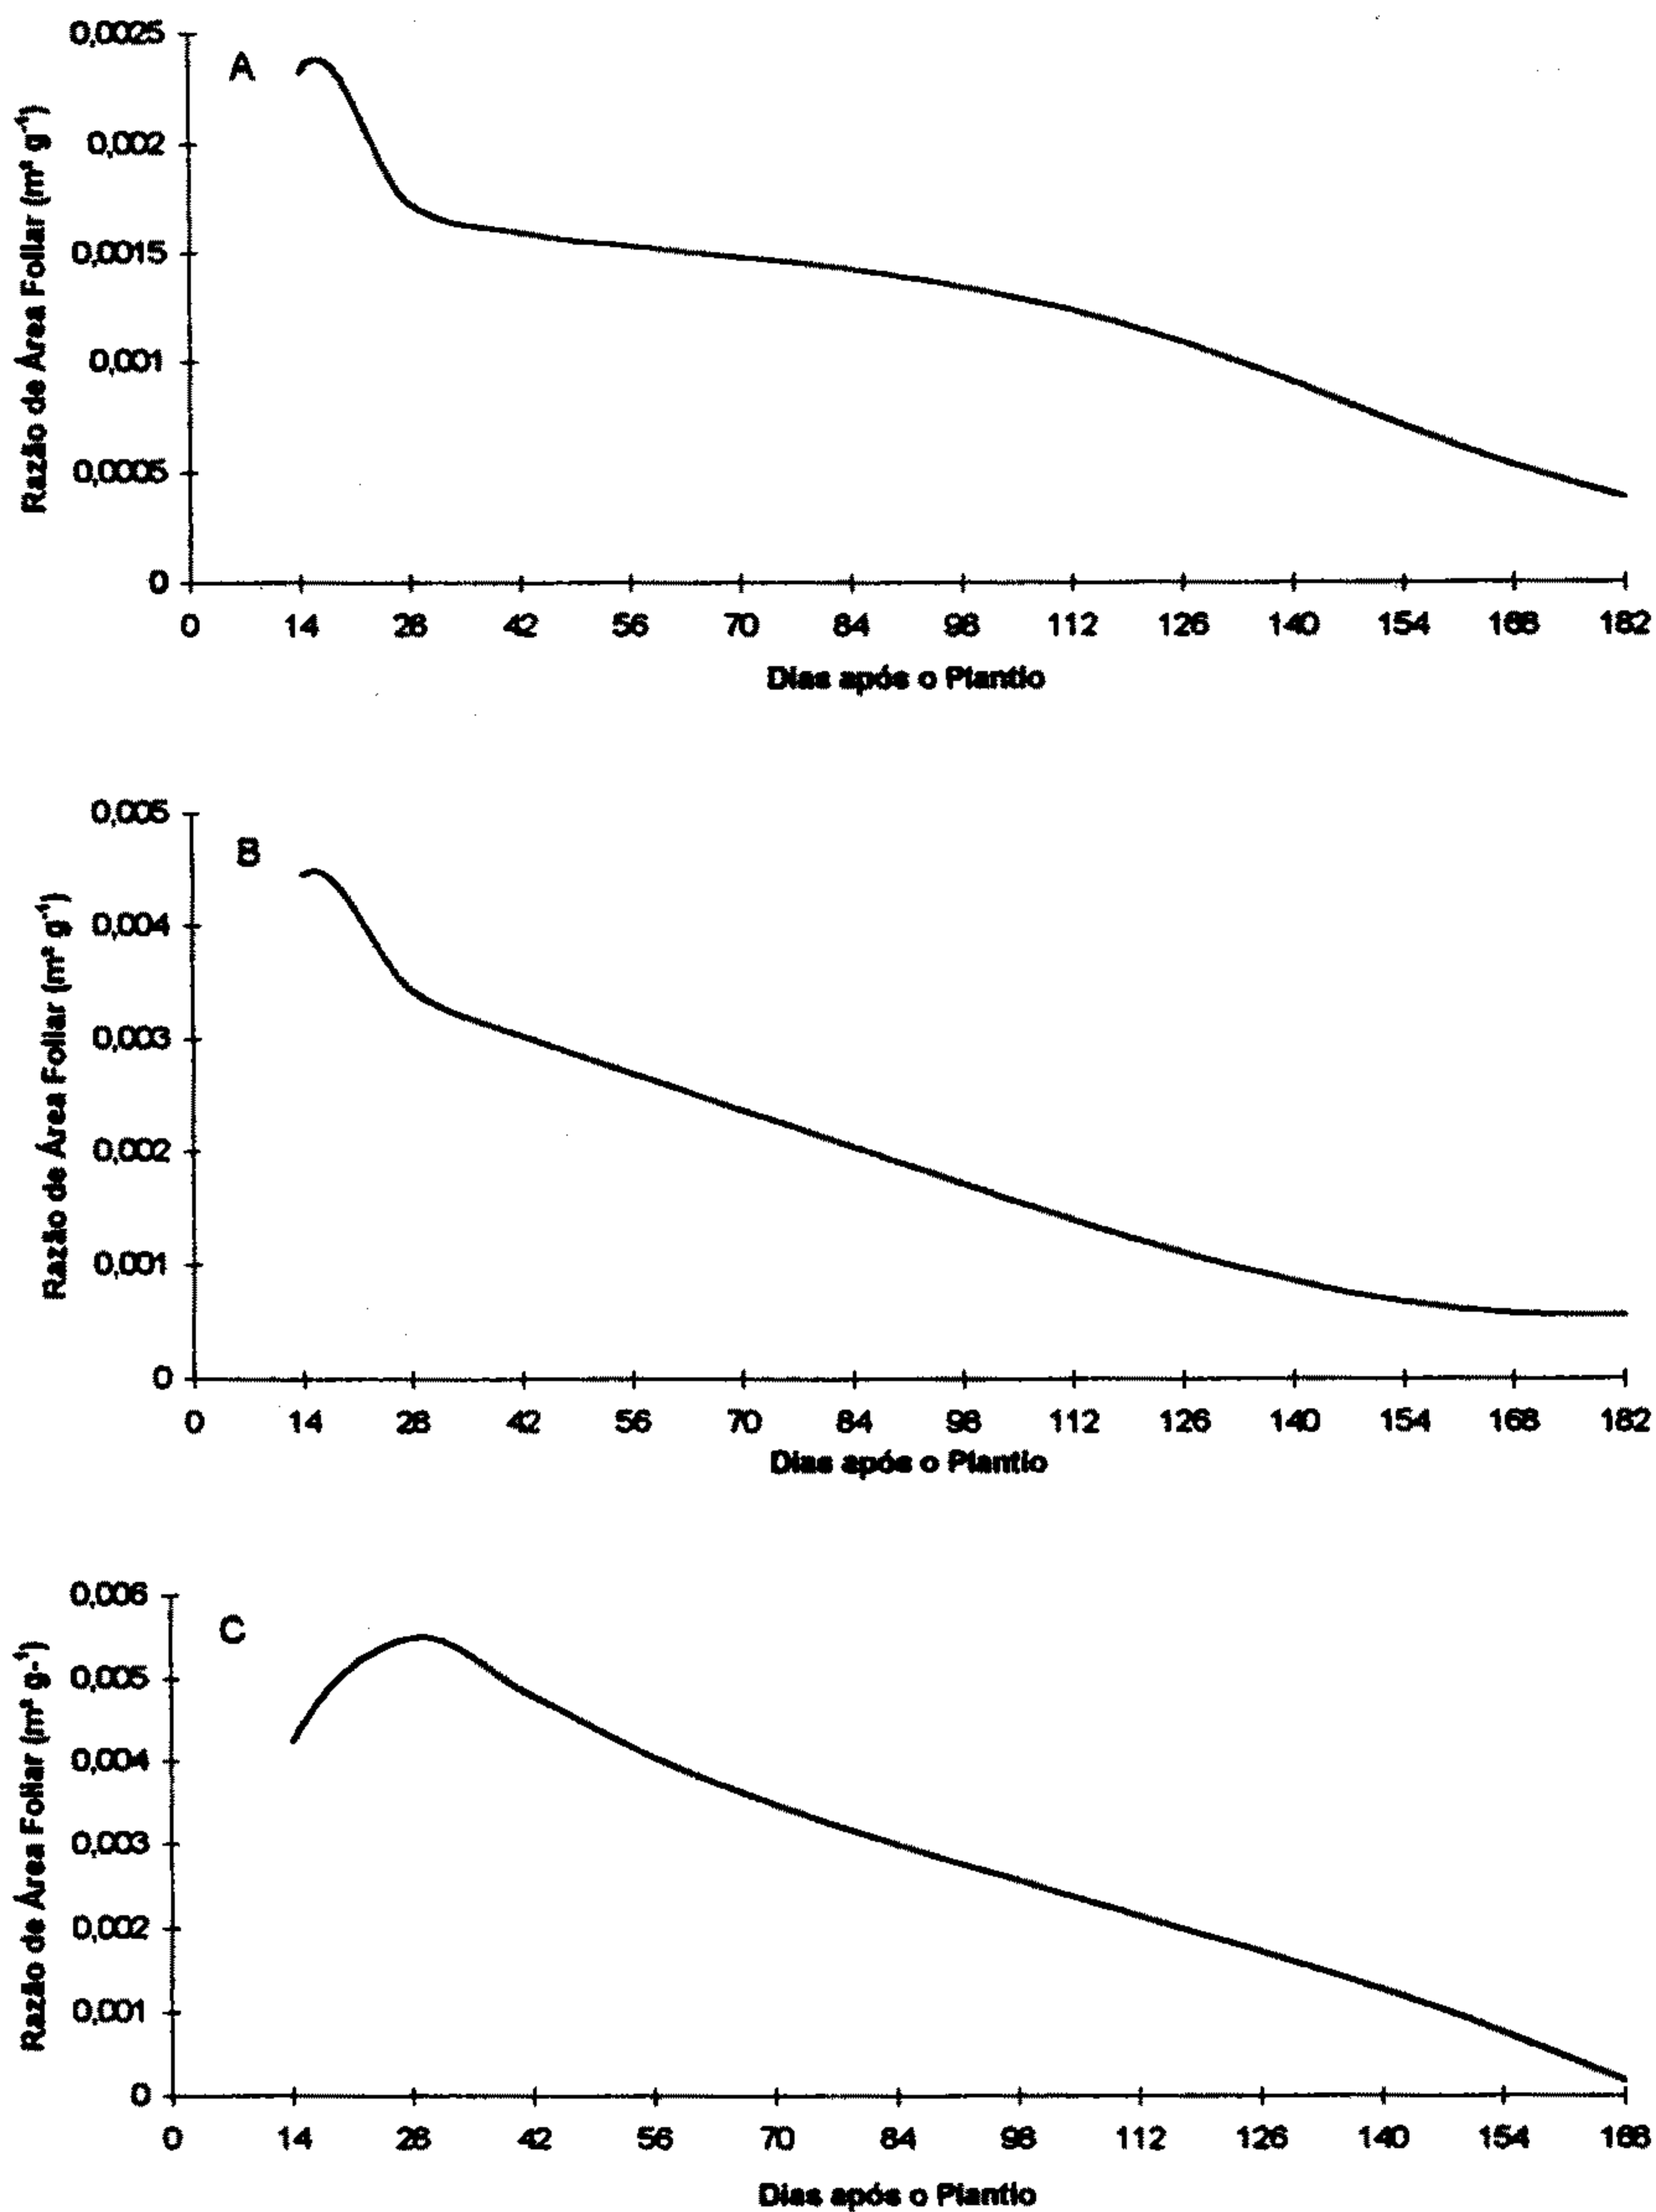 A
Razão de Área Foliar (m² g⁻¹)
0,0025
0,002
0,0015
0,001
0,0005
0
0 14 28 42 56 70 84 98 112 126 140 154 168 182
Dias após o Plantio
B
Razão de Área Foliar (m² g⁻¹)
0,005
0,004
0,003
0,002
0,001
0
0 14 28 42 56 70 84 98 112 126 140 154 168 182
Dias após o Plantio
C
Razão de Área Foliar (m² g-¹)
0,006
0,005
0,004
0,003
0,002
0,001
0
0 14 28 42 56 70 84 98 112 126 140 154 168
Dias após o Plantio